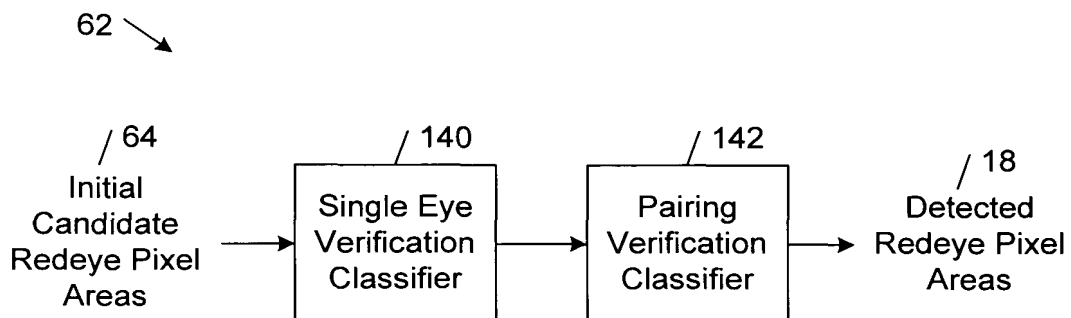 62
64
Initial
Candidate
Redeye Pixel
Areas
140
Single Eye
Verification
Classifier
142
Pairing
Verification
Classifier
18
Detected
Redeye Pixel
Areas